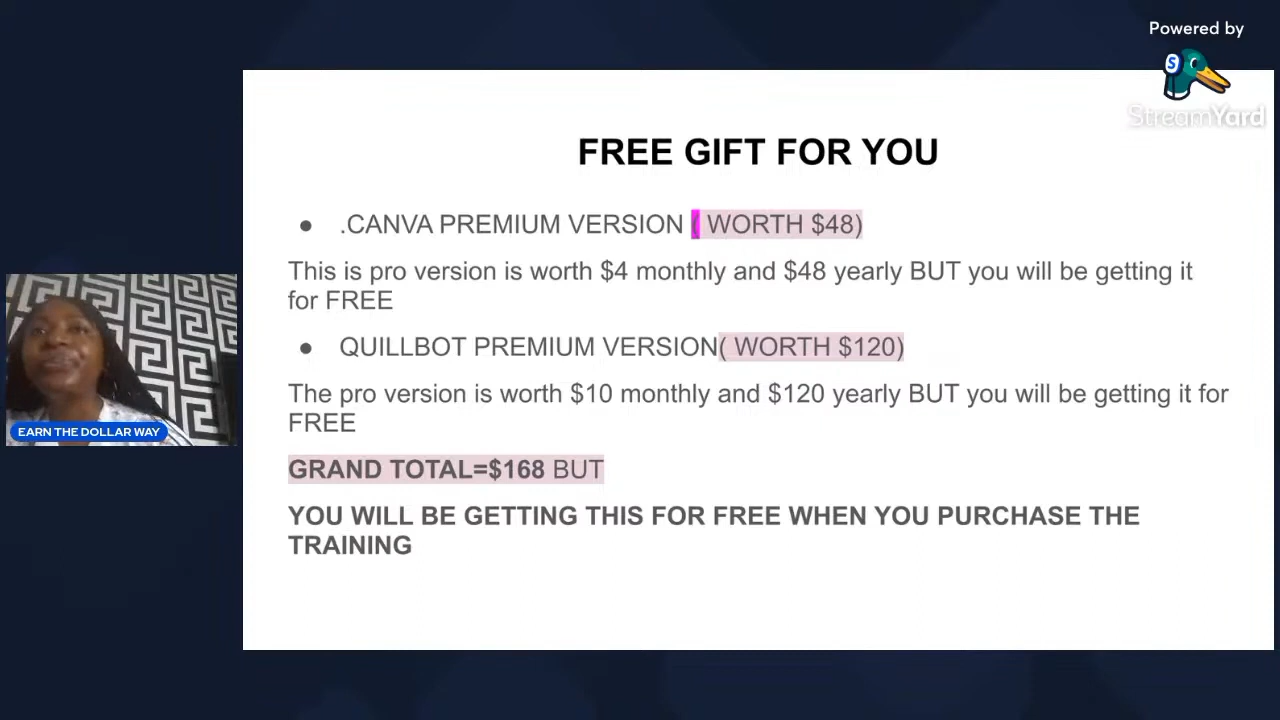 Powered by
StreamYard
FREE GIFT FOR YOU
● .CANVA PREMIUM VERSION ( WORTH $48)
This is pro version is worth $4 monthly and $48 yearly BUT you will be getting it
for FREE
● QUILLBOT PREMIUM VERSION( WORTH $120)
The pro version is worth $10 monthly and $120 yearly BUT you will be getting it for
FREE
GRAND TOTAL=$168 BUT
YOU WILL BE GETTING THIS FOR FREE WHEN YOU PURCHASE THE
TRAINING
EARN THE DOLLAR WAY